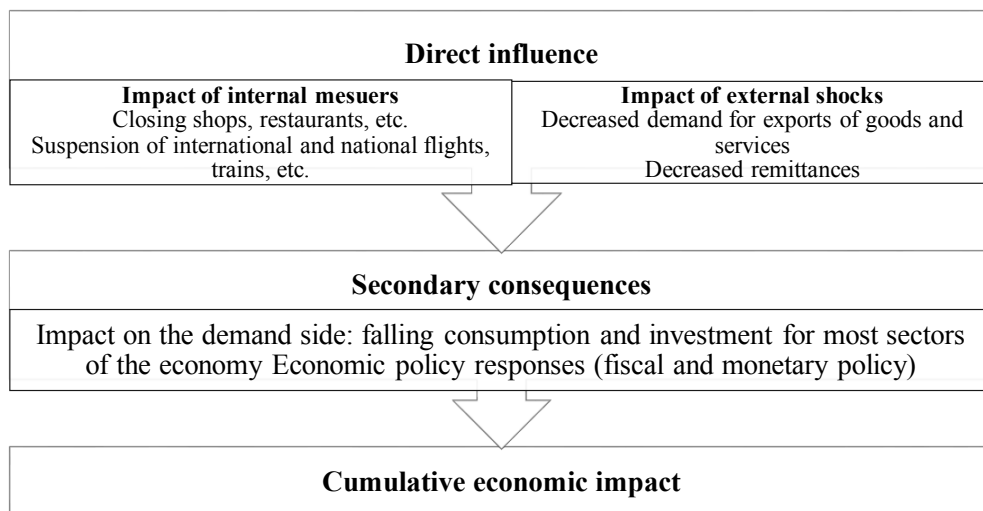 Direct influence
Impact of internal mesuers
Closing shops, restaurants, etc.
Suspension of international and national flights,
trains, etc.
Impact of external shocks
Decreased demand for exports of goods and
services
Decreased remittances
Secondary consequences
Impact on the demand side: falling consumption and investment for most sectors
of the economy Economic policy responses (fiscal and monetary policy)
Cumulative economic impact